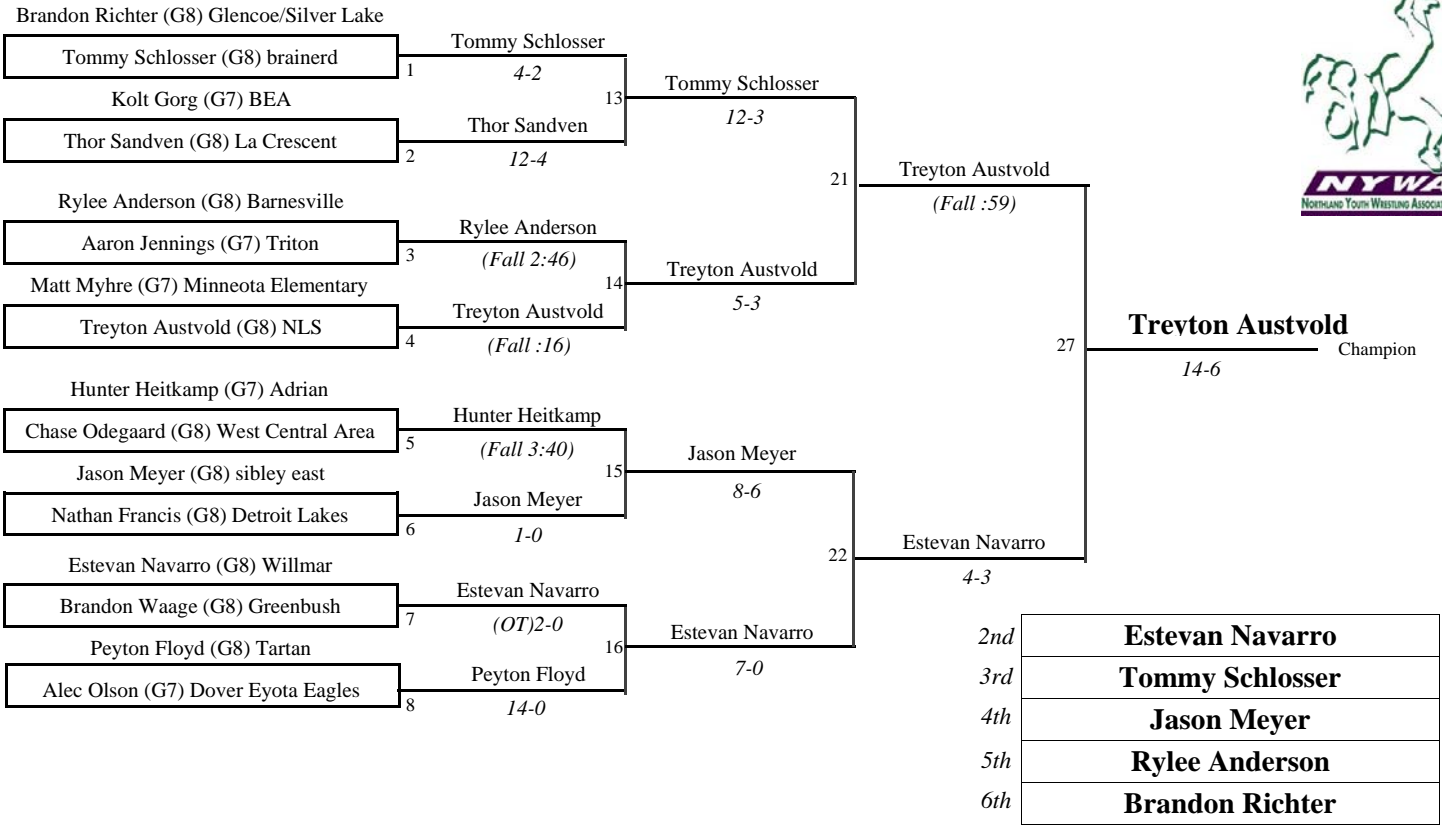 Brandon Richter (G8) Glencoe/Silver Lake
Tommy Schlosser (G8) brainerd
1
Kolt Gorg (G7) BEA
Thor Sandven (G8) La Crescent
2
Rylee Anderson (G8) Barnesville
Aaron Jennings (G7) Triton
3
Matt Myhre (G7) Minneota Elementary
Treyton Austvold (G8) NLS
4
Hunter Heitkamp (G7) Adrian
Chase Odegaard (G8) West Central Area
5
Jason Meyer (G8) sibley east
Nathan Francis (G8) Detroit Lakes
6
Estevan Navarro (G8) Willmar
Brandon Waage (G8) Greenbush
7
Peyton Floyd (G8) Tartan
Alec Olson (G7) Dover Eyota Eagles
8
Tommy Schlosser
4-2
13
Thor Sandven
12-4
Rylee Anderson
(Fall 2:46)
14
Treyton Austvold
(Fall :16)
Hunter Heitkamp
(Fall 3:40)
15
Jason Meyer
1-0
Estevan Navarro
(OT)2-0
16
Peyton Floyd
14-0
Tommy Schlosser
12-3
21
Treyton Austvold
5-3
Jason Meyer
8-6
22
Estevan Navarro
7-0
Treyton Austvold
(Fall :59)
27
Estevan Navarro
4-3
Treyton Austvold
Champion
14-6
NYWA
NORTHLAND YOUTH WRESTLING
2nd Estevan Navarro
3rd Tommy Schlosser
4th Jason Meyer
5th Rylee Anderson
6th Brandon Richter